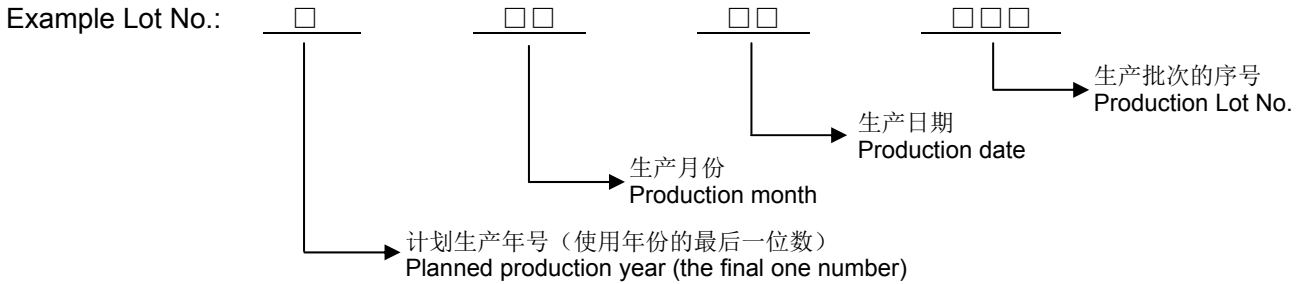 Example Lot No.: □ □□ □□ □□□
生产批次的序号
Production Lot No.
生产日期
Production date
生产月份
Production month
计划生产年号（使用年份的最后一位数）
Planned production year (the final one number)